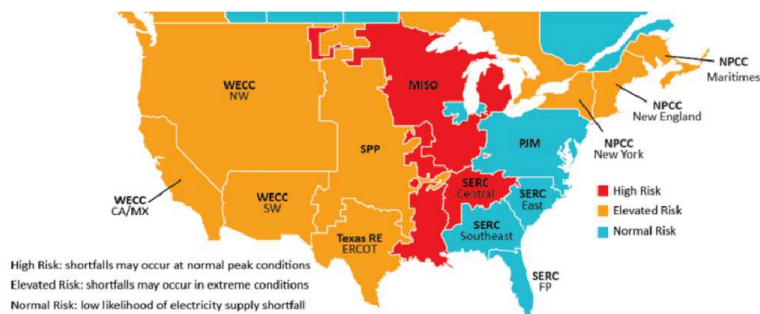 WECC
NW
MISO
NPCC
Maritimes
NPCC
New England
PJM
NPCC
New York
SPP
SERC
Central
SERC
East
WECC
CA/MX
WECC
SW
SERC
Southeast
Texas RE
ERCOT
SERC
FP
High Risk
Elevated Risk
Normal Risk
High Risk: shortfalls may occur at normal peak conditions
Elevated Risk: shortfalls may occur in extreme conditions
Normal Risk: low likelihood of electricity supply shortfall